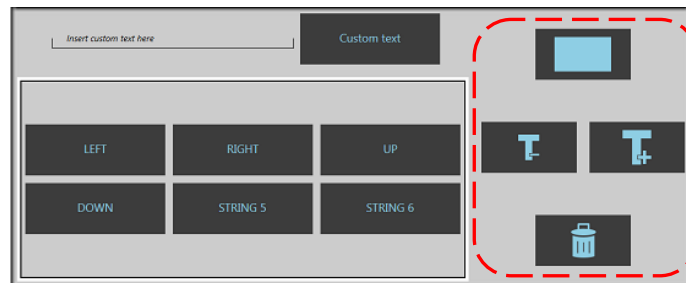 Insert custom text here
Custom text
LEFT RIGHT UP
T- T+
DOWN STRING 5 STRING 6